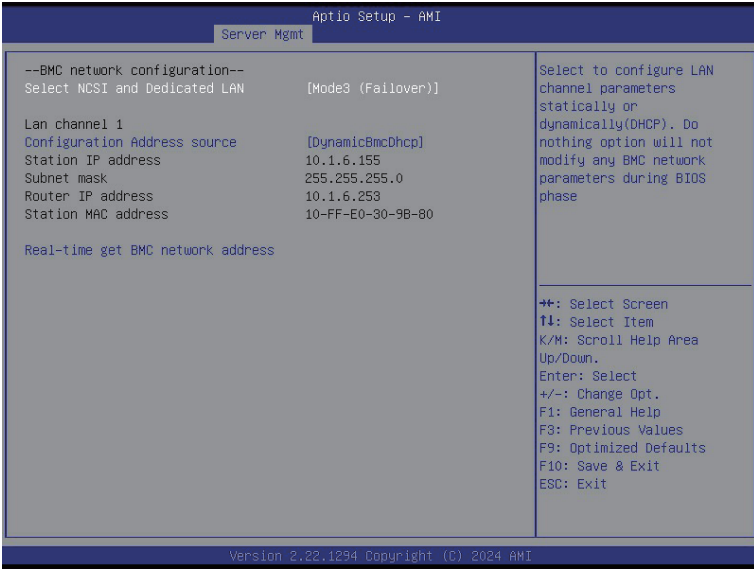 Aptio Setup – AMI
Server Mgmt
--BMC network configuration--
Select NCSI and Dedicated LAN [Mode3 (Failover)]
Lan channel 1
Configuration Address source [DynamicBmcDhcp]
Station IP address 10.1.6.155
Subnet mask 255.255.255.0
Router IP address 10.1.6.253
Station MAC address 10-FF-E0-30-9B-80
Real-time get BMC network address
Select to configure LAN
channel parameters
statically or
dynamically(DHCP). Do
nothing option will not
modify any BMC network
parameters during BIOS
phase
→←: Select Screen
↑↓: Select Item
K/M: Scroll Help Area
Up/Down.
Enter: Select
+/-: Change Opt.
F1: General Help
F3: Previous Values
F9: Optimized Defaults
F10: Save & Exit
ESC: Exit
Version 2.22.1294 Copyright (C) 2024 AMI